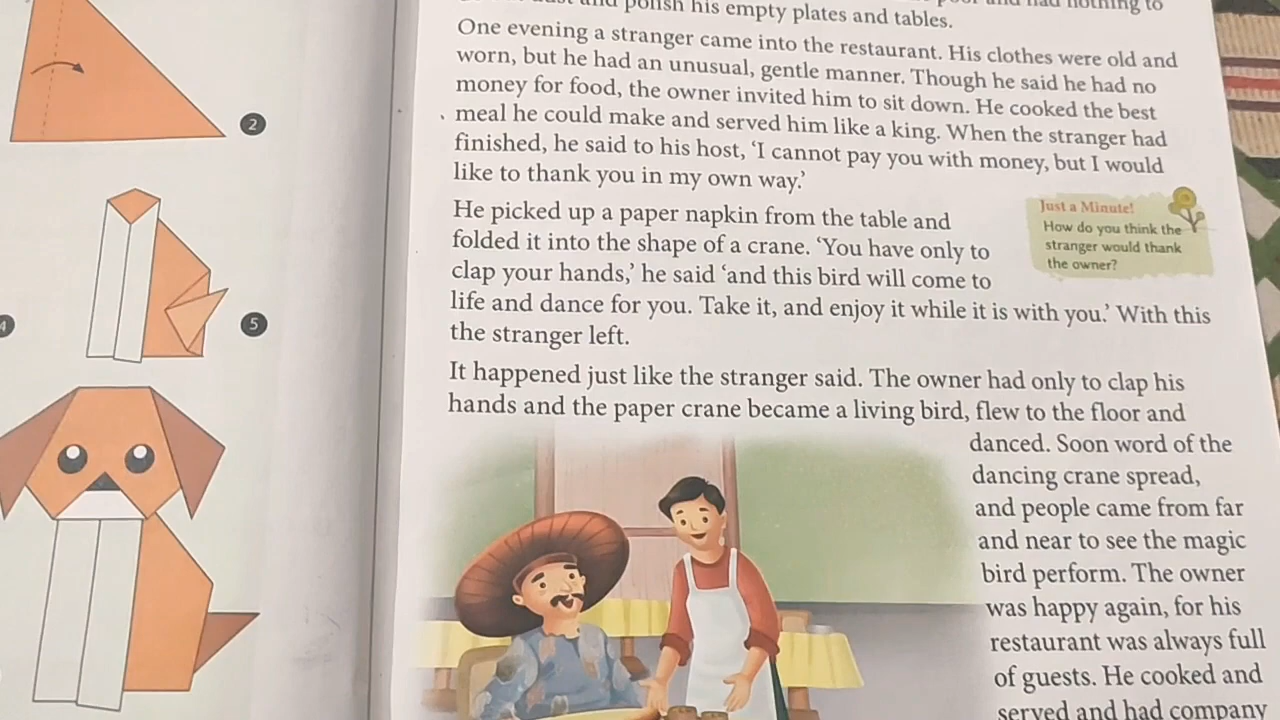 2
5
4
polish his empty plates and tables.
One evening a stranger came into the restaurant. His clothes were old and
worn, but he had an unusual, gentle manner. Though he said he had no
money for food, the owner invited him to sit down. He cooked the best
meal he could make and served him like a king. When the stranger had
finished, he said to his host, ‘I cannot pay you with money, but I would
like to thank you in my own way.’
He picked up a paper napkin from the table and
folded it into the shape of a crane. ‘You have only to
clap your hands,’ he said ‘and this bird will come to
life and dance for you. Take it, and enjoy it while it is with you.’ With this
the stranger left.
Just a Minute!
How do you think the
stranger would thank
the owner?
It happened just like the stranger said. The owner had only to clap his
hands and the paper crane became a living bird, flew to the floor and
danced. Soon word of the
dancing crane spread,
and people came from far
and near to see the magic
bird perform. The owner
was happy again, for his
restaurant was always full
of guests. He cooked and
served and had company